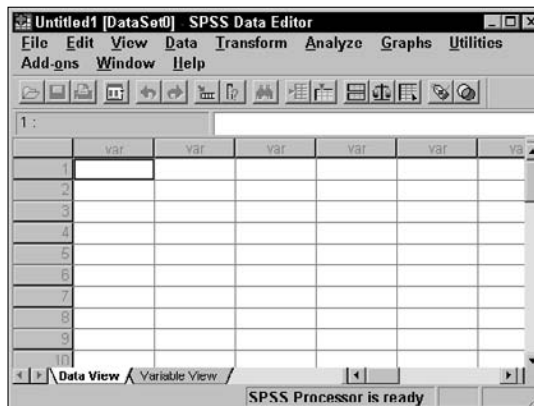 Untitled1 [DataSet0] - SPSS Data Editor
File Edit View Data Transform Analyze Graphs Utilities
Add-ons Window Help
1 :
var var var var var va
1
2
3
4
5
6
7
8
9
10
Data View Variable View
SPSS Processor is ready